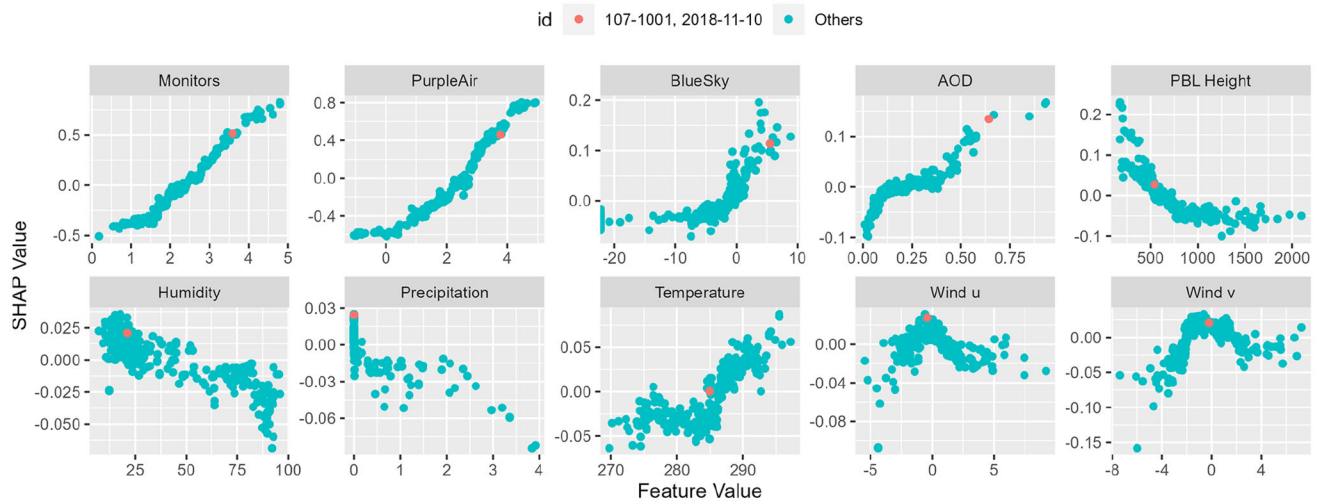 id 107-1001, 2018-11-10 Others
Monitors PurpleAir BlueSky AOD PBL Height
0.5 0.0 -0.5
0 1 2 3 4 5
0.8 0.4 0.0 -0.4
0 2 4
0.2 0.1 0.0
-20 -10 0 10
0.1 0.0 -0.1
0.00 0.25 0.50 0.75
0.2 0.1 0.0 -0.1
500 1000 1500 2000
SHAP Value
Humidity Precipitation Temperature Wind u Wind v
0.025 0.000 -0.025 -0.050
25 50 75 100
0.03 0.00 -0.03 -0.06
0 1 2 3 4
0.05 0.00 -0.05
270 280 290
0.00 -0.04 -0.08
-5 0 5
0.00 -0.05 -0.10 -0.15
-8 -4 0 4
Feature Value